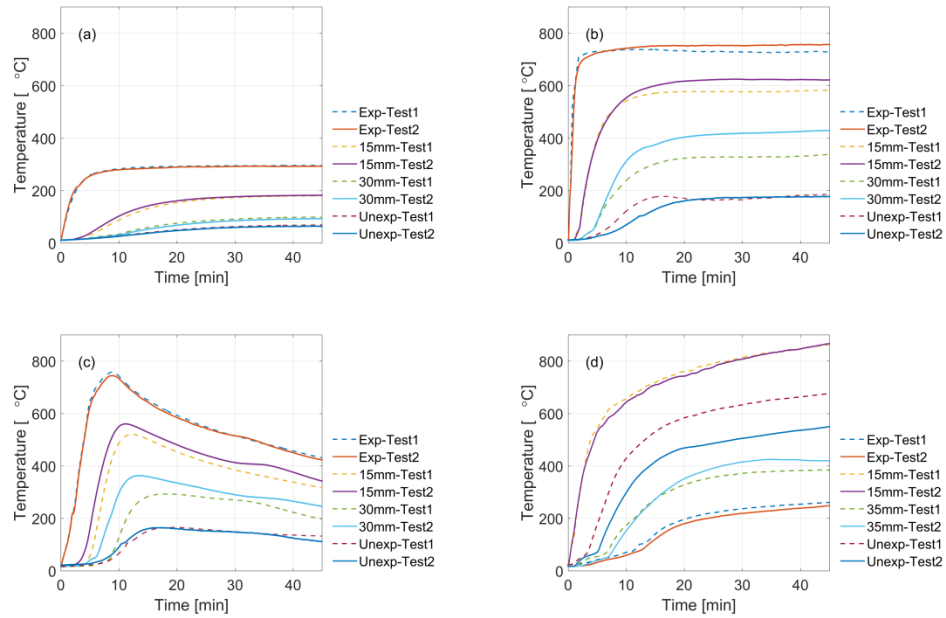 (a)
800
600
400
200
0
Temperature [ °C]
0 10 20 30 40
Time [min]
Exp-Test1
Exp-Test2
15mm-Test1
15mm-Test2
30mm-Test1
30mm-Test2
Unexp-Test1
Unexp-Test2
(b)
800
600
400
200
0
Temperature [ °C]
0 10 20 30 40
Time [min]
Exp-Test1
Exp-Test2
15mm-Test1
15mm-Test2
30mm-Test1
30mm-Test2
Unexp-Test1
Unexp-Test2
(c)
800
600
400
200
0
Temperature [ °C]
0 10 20 30 40
Time [min]
Exp-Test1
Exp-Test2
15mm-Test1
15mm-Test2
30mm-Test1
30mm-Test2
Unexp-Test1
Unexp-Test2
(d)
800
600
400
200
0
Temperature [ °C]
0 10 20 30 40
Time [min]
Exp-Test1
Exp-Test2
15mm-Test1
15mm-Test2
35mm-Test1
35mm-Test2
Unexp-Test1
Unexp-Test2